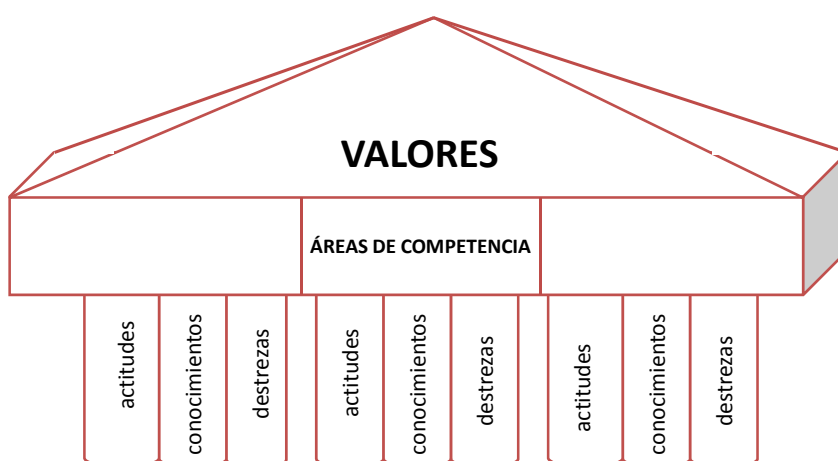 VALORES
ÁREAS DE COMPETENCIA
actitudes
conocimientos
destrezas
actitudes
conocimientos
destrezas
actitudes
conocimientos
destrezas